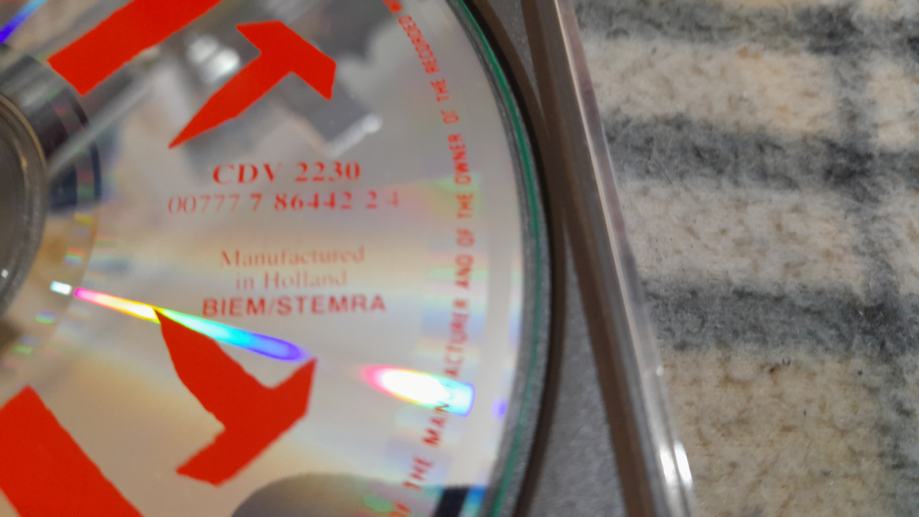 CDV 2230
00777 7 86442 2 4
Manufactured
in Holland
BIEM/STEMRA
OF THE MANUFACTURER AND OF THE OWNER OF THE RECORDED